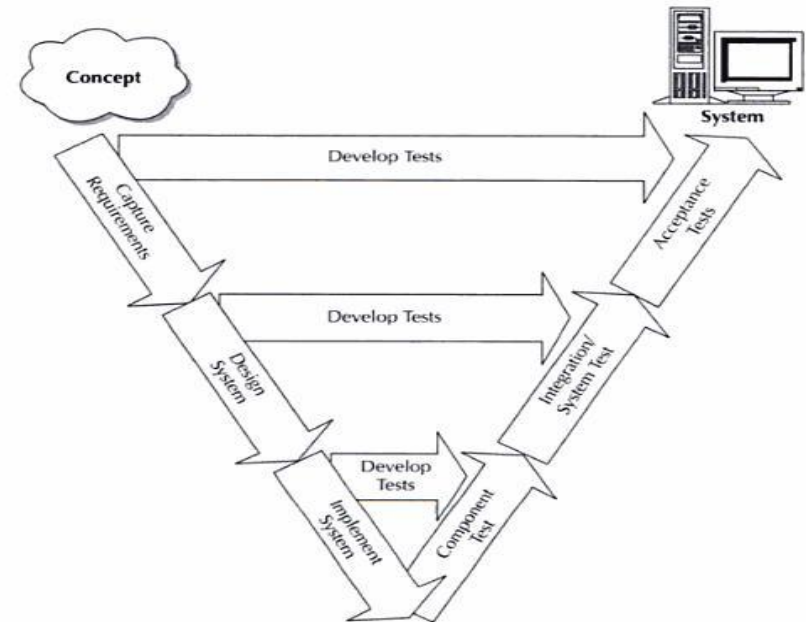 Concept
System
Develop Tests
Capture
Requirements
Acceptance
Tests
Develop Tests
Design
System
Integration/
System Test
Develop
Tests
Implement
System
Component
Test